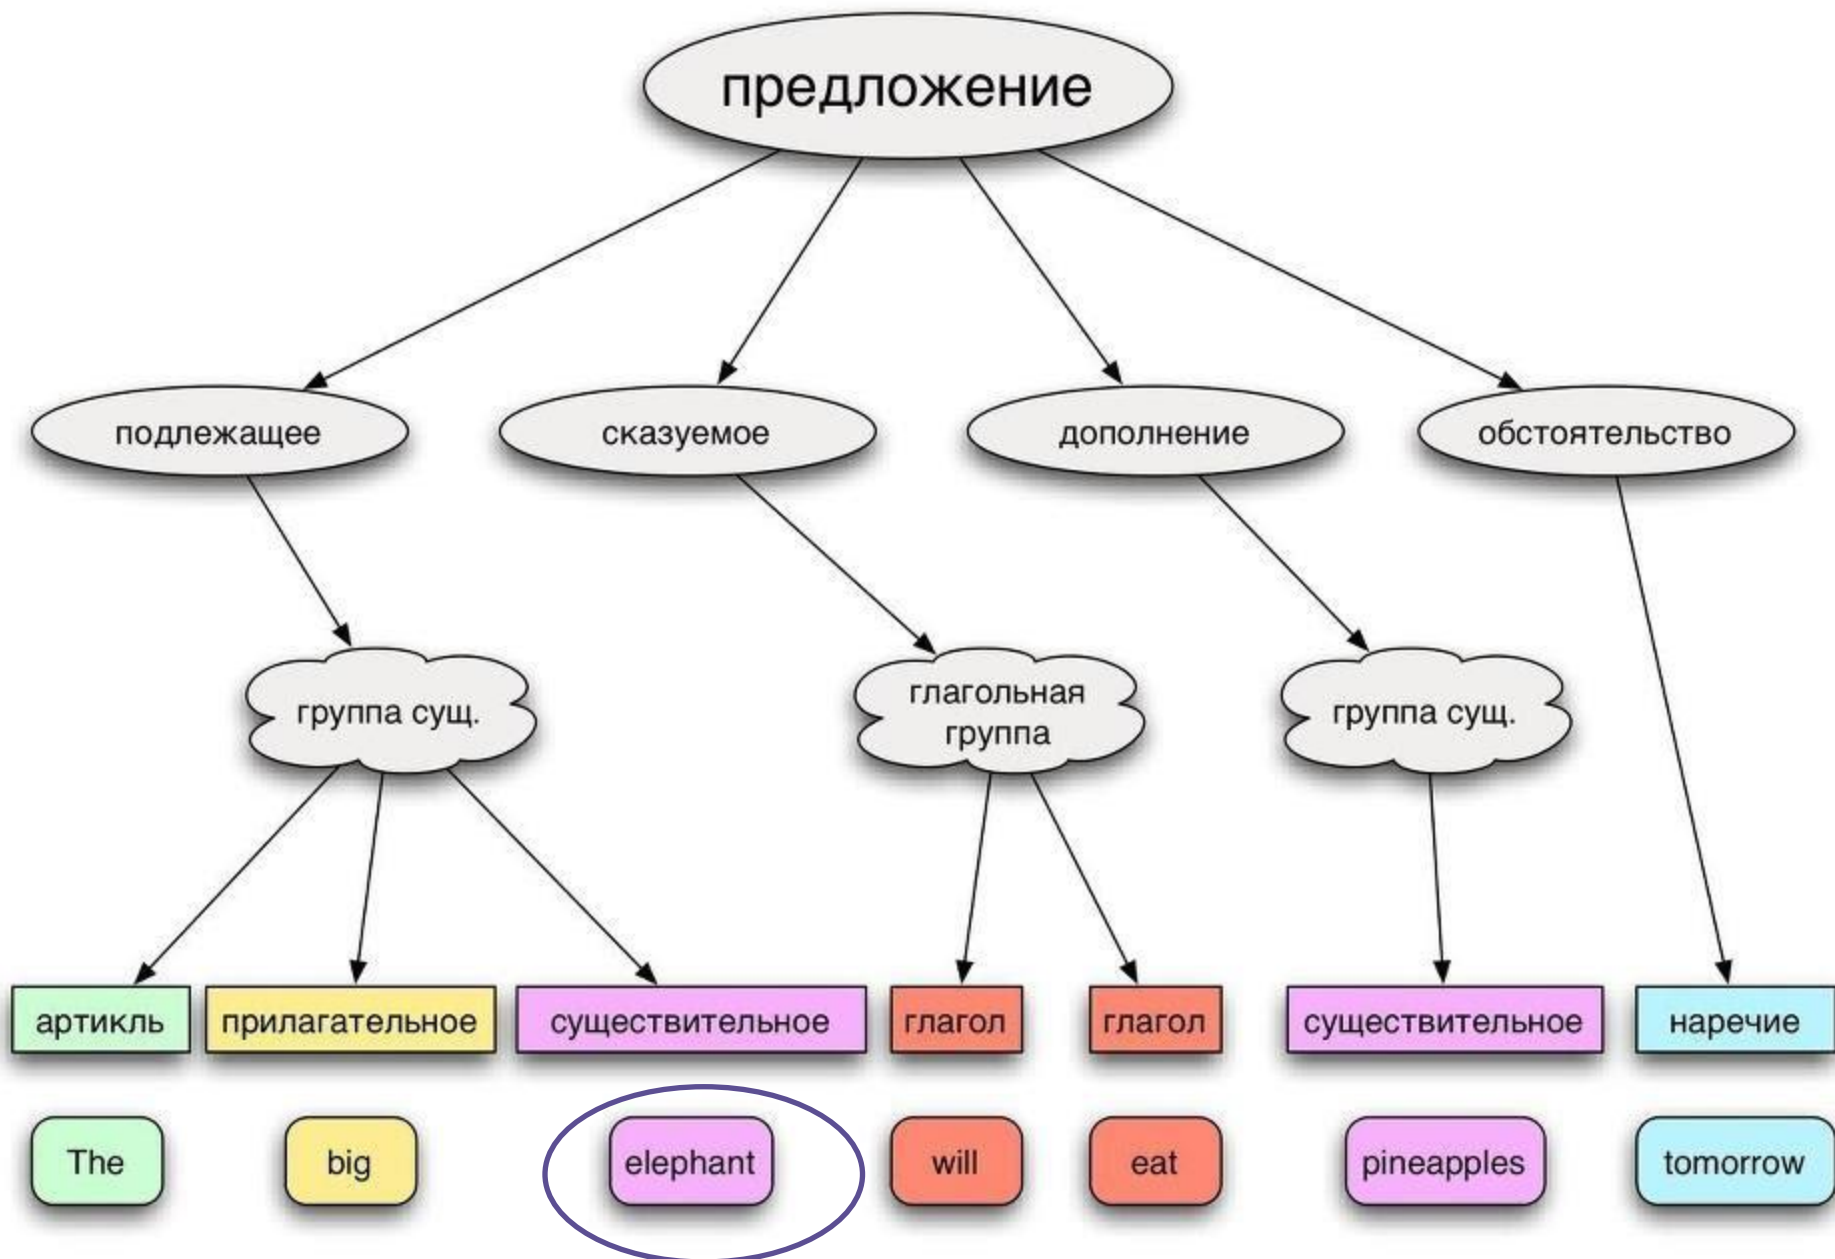 предложение
подлежащее
сказуемое
дополнение
обстоятельство
группа сущ.
глагольная
группа
группа сущ.
артикль
прилагательное
существительное
глагол
глагол
существительное
наречие
The
big
elephant
will
eat
pineapples
tomorrow